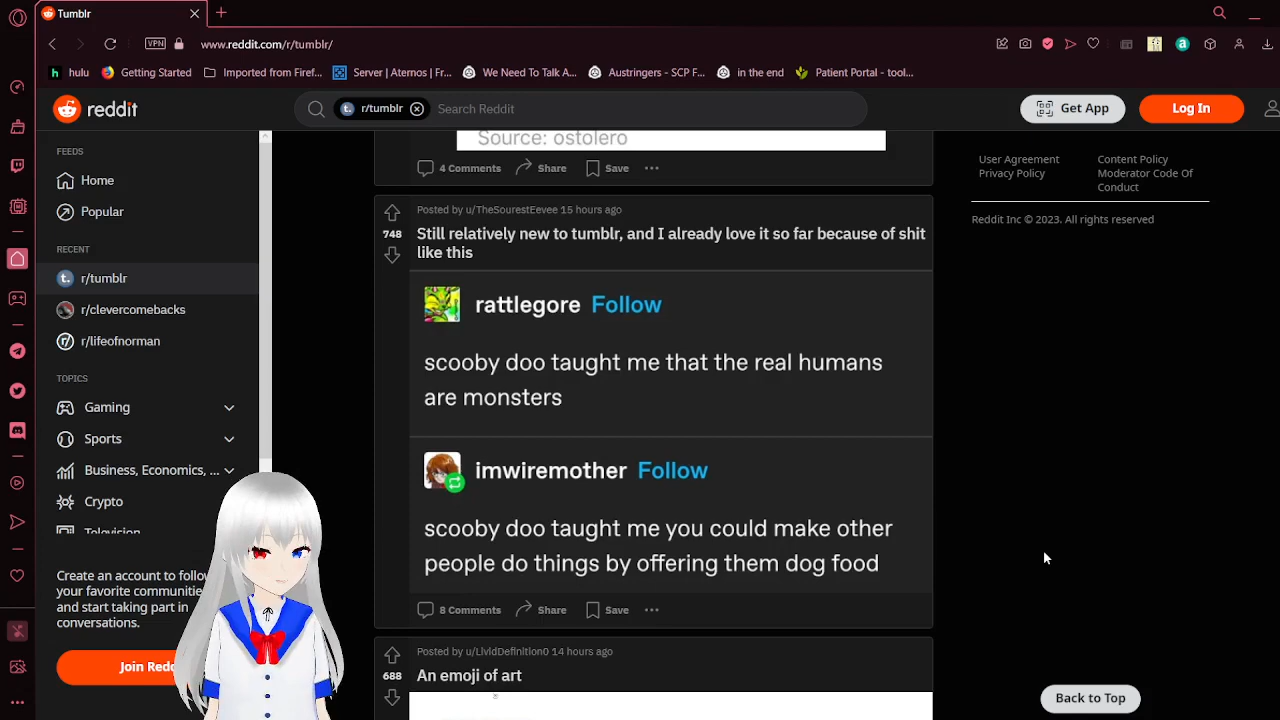 Tumblr
VPN
www.reddit.com/r/tumblr/
hulu
Getting Started
Imported from Firef...
Server | Aternos | Fr...
We Need To Talk A...
Austringers - SCP F...
in the end
Patient Portal - tool...
reddit
r/tumblr
Search Reddit
Get App
Log In
FEEDS
Home
Popular
RECENT
r/tumblr
r/clevercomebacks
r/lifeofnorman
TOPICS
Gaming
Sports
Business, Economics, ...
Crypto
Television
Create an account to follo
your favorite communitie
and start taking part in
conversations.
Join Redd
Source: ostolero
4 Comments
Share
Save
Posted by u/TheSourestEevee 15 hours ago
748
Still relatively new to tumblr, and I already love it so far because of shit
like this
rattlegore Follow
scooby doo taught me that the real humans
are monsters
imwiremother Follow
scooby doo taught me you could make other
people do things by offering them dog food
8 Comments
Share
Save
Posted by u/LividDefinition0 14 hours ago
688
An emoji of art
User Agreement
Privacy Policy
Content Policy
Moderator Code Of
Conduct
Reddit Inc © 2023. All rights reserved
Back to Top